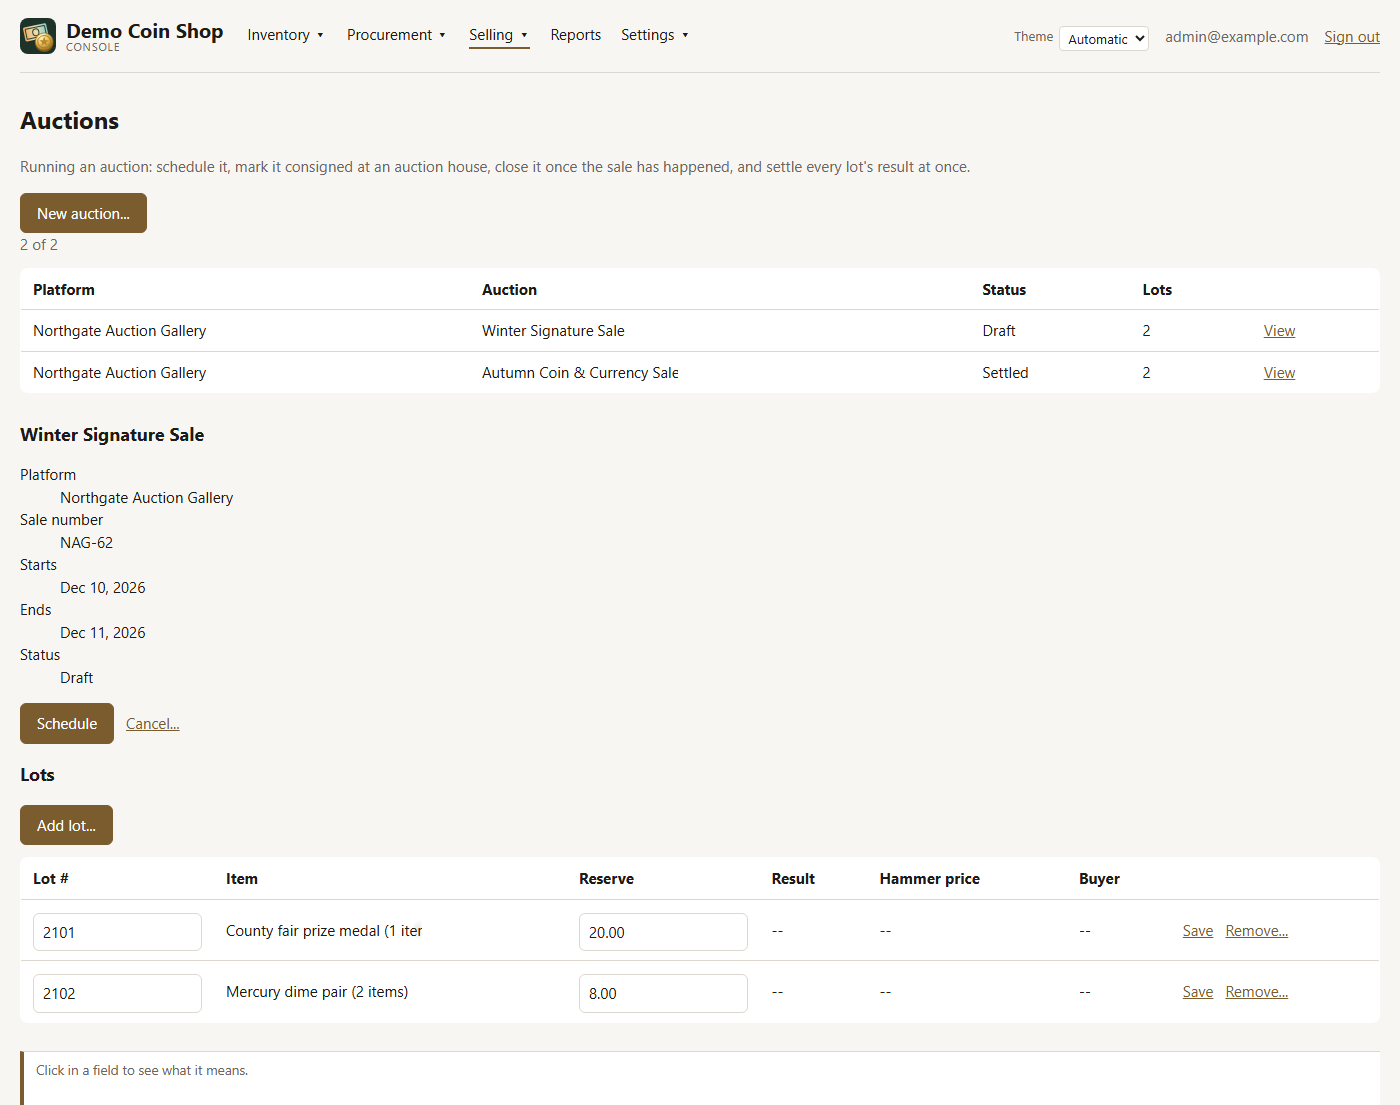 Demo Coin Shop
CONSOLE
Inventory ▾ Procurement ▾ Selling ▾ Reports Settings ▾
Theme Automatic admin@example.com Sign out
Auctions
Running an auction: schedule it, mark it consigned at an auction house, close it once the sale has happened, and settle every lot's result at once.
New auction...
2 of 2
Platform Auction Status Lots
Northgate Auction Gallery Winter Signature Sale Draft 2 View
Northgate Auction Gallery Autumn Coin & Currency Sale Settled 2 View
Winter Signature Sale
Platform
Northgate Auction Gallery
Sale number
NAG-62
Starts
Dec 10, 2026
Ends
Dec 11, 2026
Status
Draft
Schedule Cancel...
Lots
Add lot...
Lot # Item Reserve Result Hammer price Buyer
2101 County fair prize medal (1 iter 20.00 -- -- -- Save Remove...
2102 Mercury dime pair (2 items) 8.00 -- -- -- Save Remove...
Click in a field to see what it means.